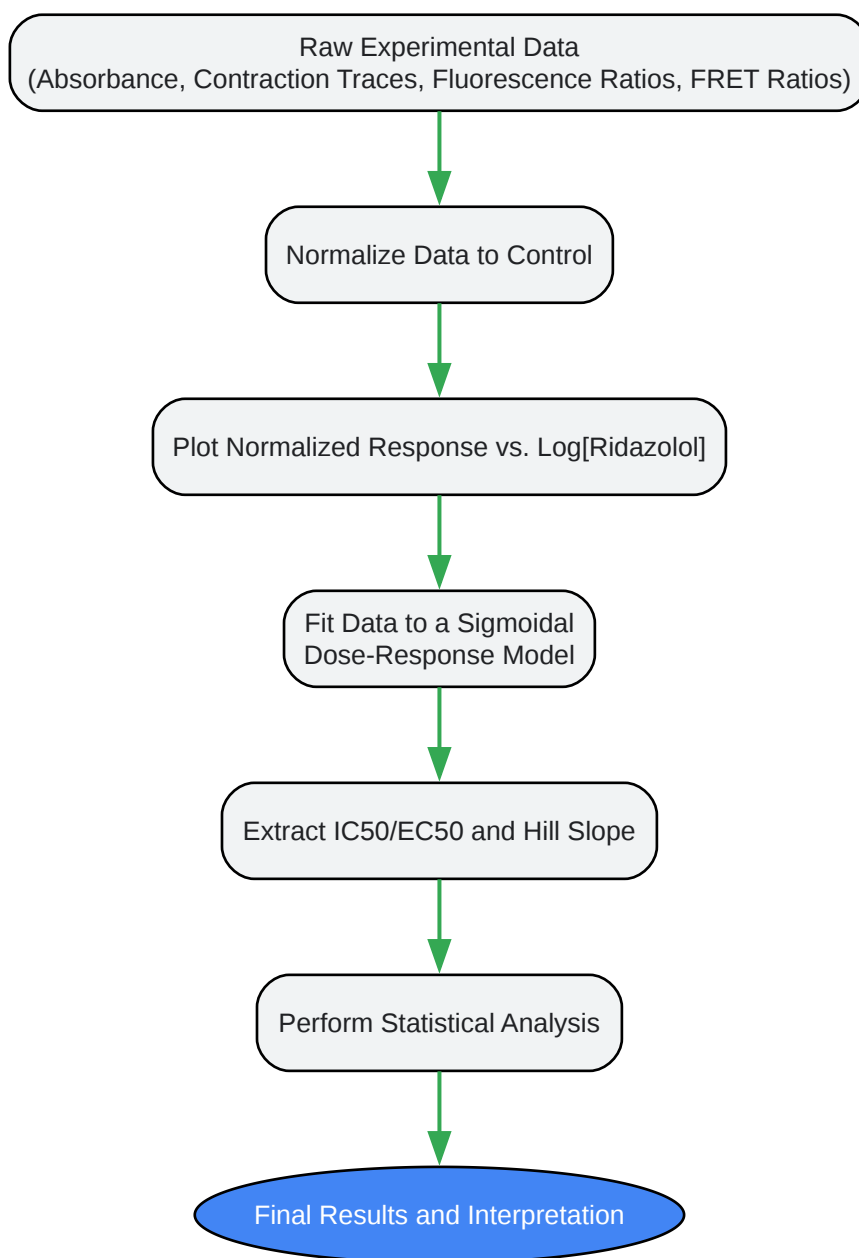 Raw Experimental Data
(Absorbance, Contraction Traces, Fluorescence Ratios, FRET Ratios)
Normalize Data to Control
Plot Normalized Response vs. Log[Ridazolol]
Fit Data to a Sigmoidal
Dose-Response Model
Extract IC50/EC50 and Hill Slope
Perform Statistical Analysis
Final Results and Interpretation